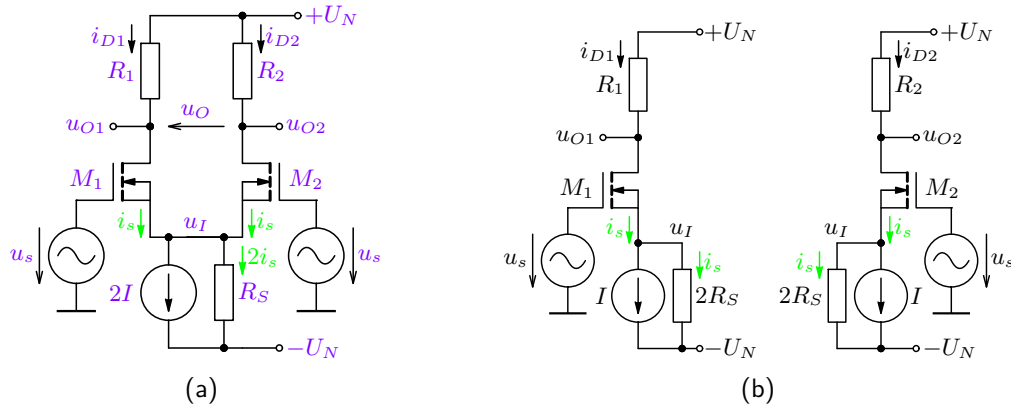 +U_N
i_{D1} i_{D2}
R_1 R_2
u_O
u_{O1} u_{O2}
M_1 M_2
i_s u_I i_s
u_s 2i_s u_s
2I R_S
−U_N
(a)
+U_N +U_N
i_{D1} i_{D2}
R_1 R_2
u_{O1} u_{O2}
M_1 M_2
i_s u_I u_I i_s
u_s i_s i_s u_s
I 2R_S 2R_S I
−U_N −U_N
(b)